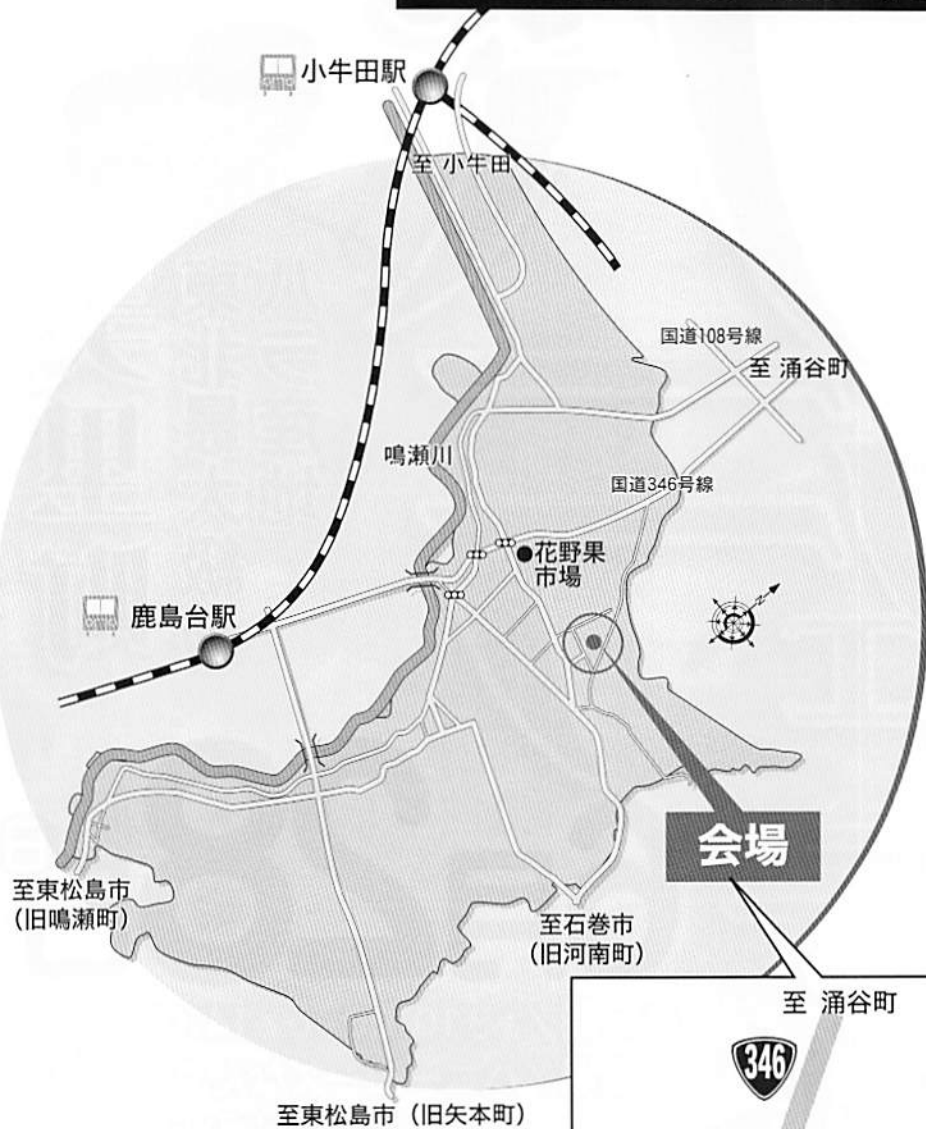 小牛田駅
至 小牛田
国道108号線
至 涌谷町
鳴瀬川
国道346号線
花野果
市場
鹿島台駅
会場
至東松島市
(旧鳴瀬町)
至石巻市
(旧河南町)
至 涌谷町
346
至東松島市(旧矢本町)